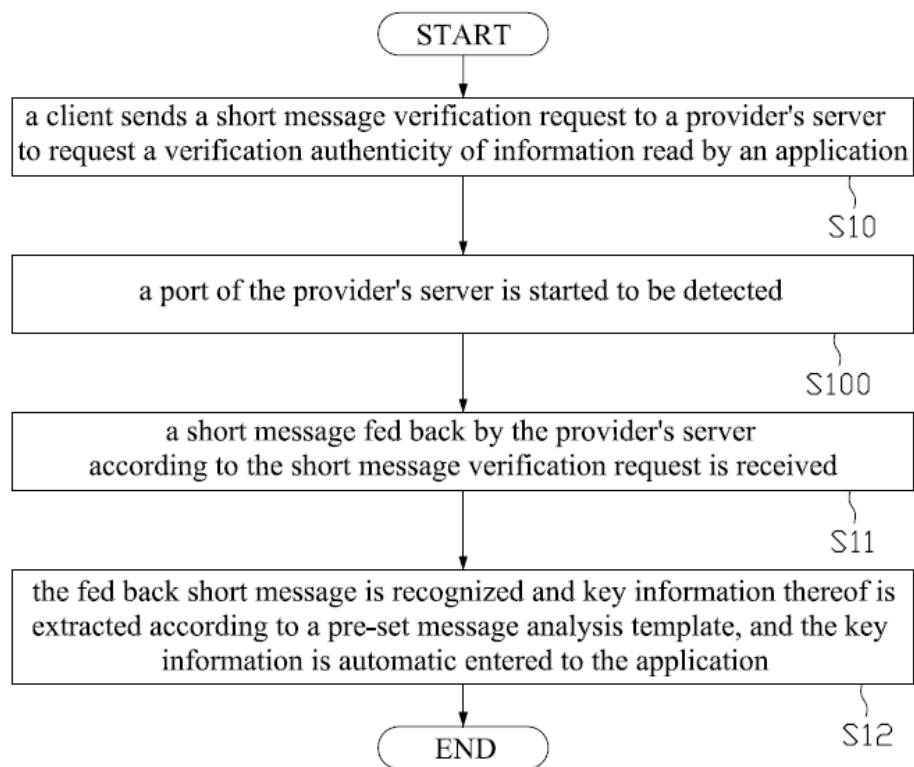 START
a client sends a short message verification request to a provider's server
to request a verification authenticity of information read by an application
S10
a port of the provider's server is started to be detected
S100
a short message fed back by the provider's server
according to the short message verification request is received
S11
the fed back short message is recognized and key information thereof is
extracted according to a pre-set message analysis template, and the key
information is automatic entered to the application
S12
END